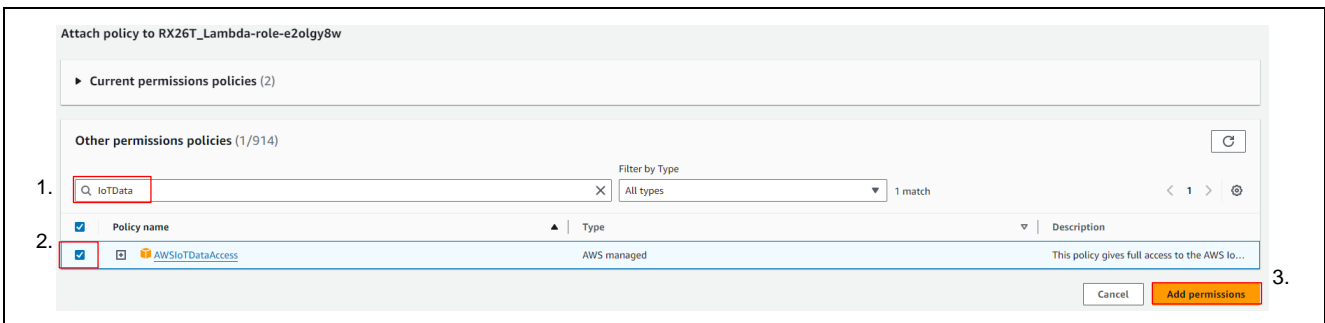 Attach policy to RX26T_Lambda-role-e2olgy8w
Current permissions policies (2)
Other permissions policies (1/914)
Filter by Type
1. IoTData All types 1 match 1
Policy name Type Description
2. AWSIoTDataAccess AWS managed This policy gives full access to the AWS Io...
3.
Cancel Add permissions